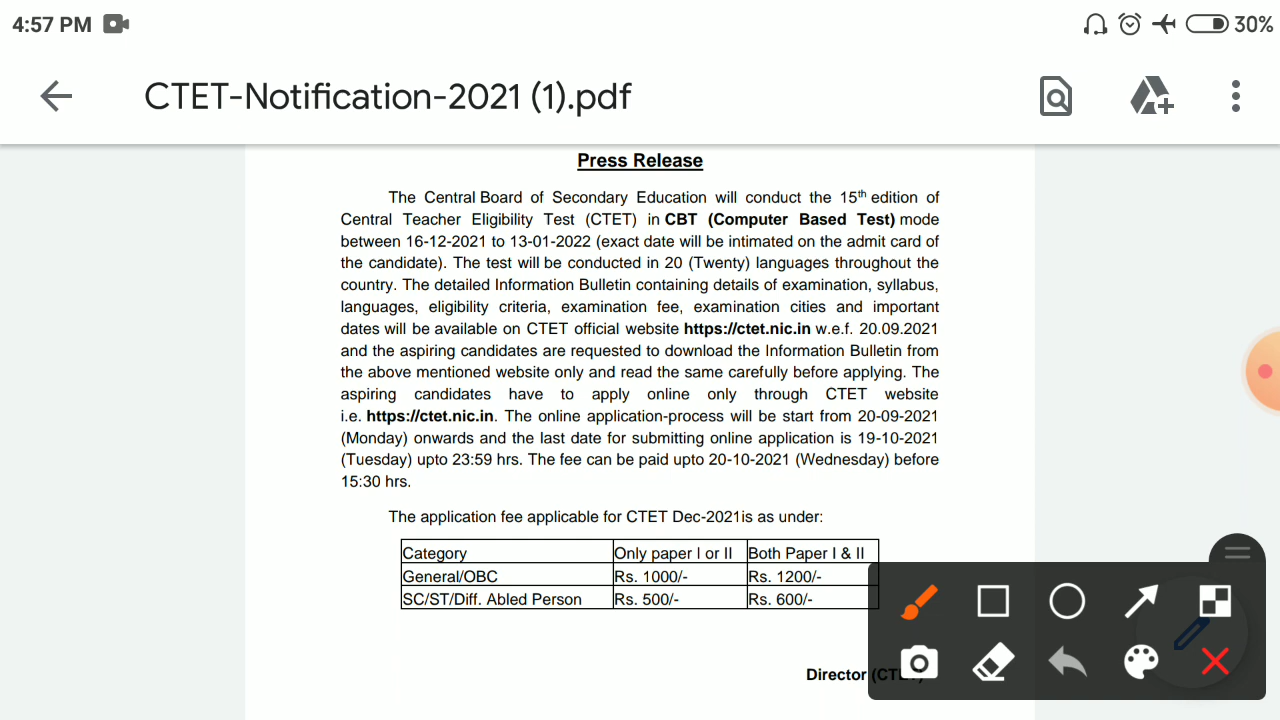 4:57 PM 30%
CTET-Notification-2021 (1).pdf
Press Release
The Central Board of Secondary Education will conduct the 15th edition of
Central Teacher Eligibility Test (CTET) in CBT (Computer Based Test) mode
between 16-12-2021 to 13-01-2022 (exact date will be intimated on the admit card of
the candidate). The test will be conducted in 20 (Twenty) languages throughout the
country. The detailed Information Bulletin containing details of examination, syllabus,
languages, eligibility criteria, examination fee, examination cities and important
dates will be available on CTET official website https://ctet.nic.in w.e.f. 20.09.2021
and the aspiring candidates are requested to download the Information Bulletin from
the above mentioned website only and read the same carefully before applying. The
aspiring candidates have to apply online only through CTET website
i.e. https://ctet.nic.in. The online application-process will be start from 20-09-2021
(Monday) onwards and the last date for submitting online application is 19-10-2021
(Tuesday) upto 23:59 hrs. The fee can be paid upto 20-10-2021 (Wednesday) before
15:30 hrs.
The application fee applicable for CTET Dec-2021is as under:
Category Only paper I or II Both Paper I & II
General/OBC Rs. 1000/- Rs. 1200/-
SC/ST/Diff. Abled Person Rs. 500/- Rs. 600/-
Director (CTET)